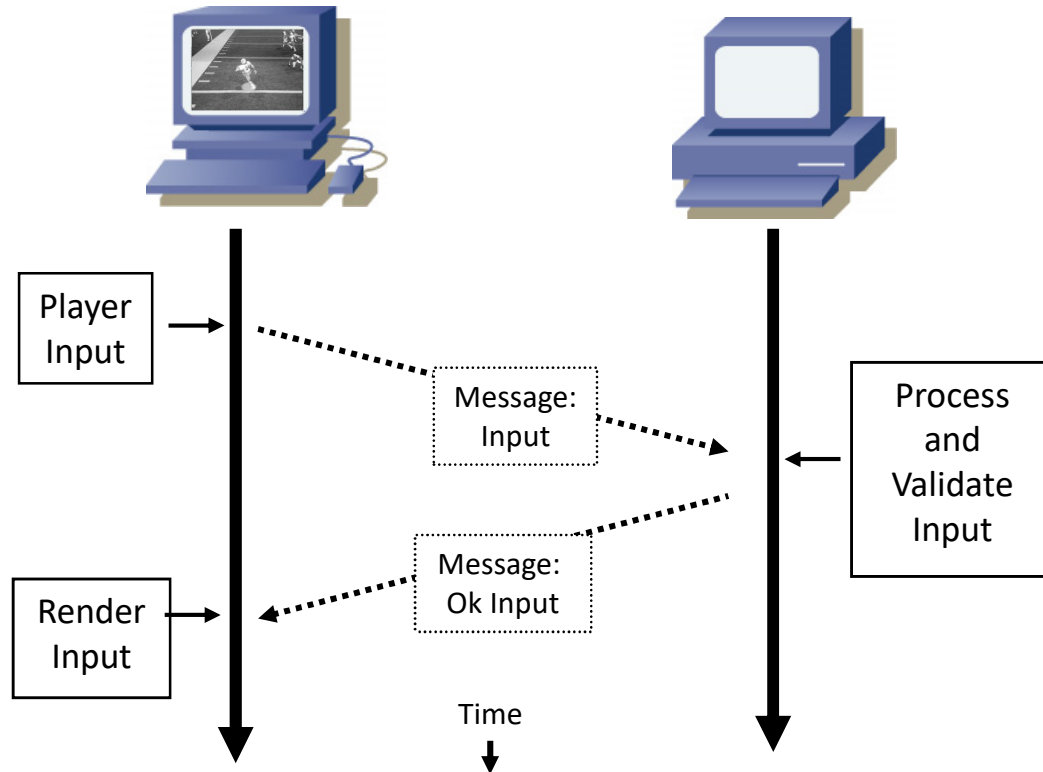 Player
Input
Message:
Input
Process
and
Validate
Input
Message:
Ok Input
Render
Input
Time